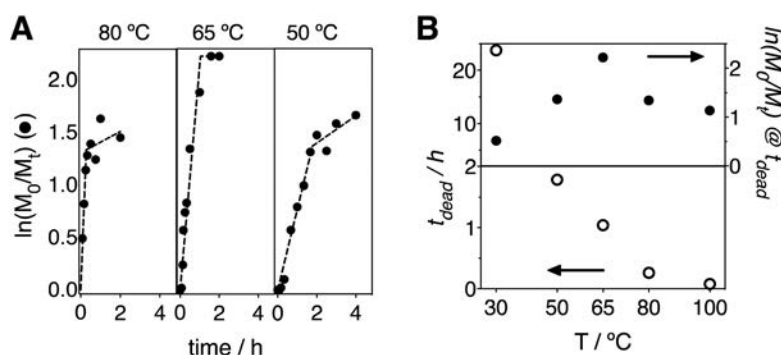 A
80 ºC 65 ºC 50 ºC
ln(M0/Mt) (●)
2.0
1.5
1.0
0.5
0.0
0 2 4 0 2 4 0 2 4
time / h
B
tdead / h
20
10
2
1
0
ln(M0/Mt) @ tdead
2
1
0
30 50 65 80 100
T / ºC